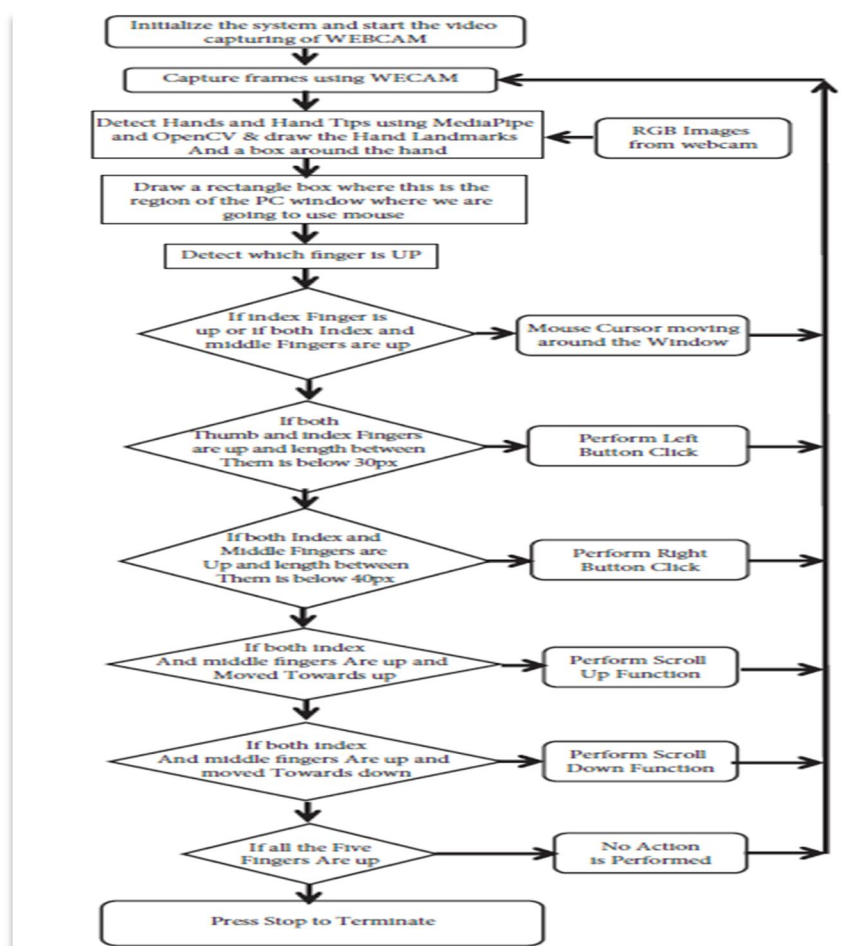 Initialize the system and start the video
capturing of WEBCAM
Capture frames using WECAM
Detect Hands and Hand Tips using MediaPipe
and OpenCV & draw the Hand Landmarks
And a box around the hand
RGB Images
from webcam
Draw a rectangle box where this is the
region of the PC window where we are
going to use mouse
Detect which finger is UP
If index Finger is
up or if both Index and
middle Fingers are up
Mouse Cursor moving
around the Window
If both
Thumb and index Fingers
are up and length between
Them is below 30px
Perform Left
Button Click
If both Index and
Middle Fingers are
Up and length between
Them is below 40px
Perform Right
Button Click
If both index
And middle fingers Are up and
Moved Towards up
Perform Scroll
Up Function
If both index
And middle fingers Are up and
moved Towards down
Perform Scroll
Down Function
If all the Five
Fingers Are up
No Action
is Performed
Press Stop to Terminate